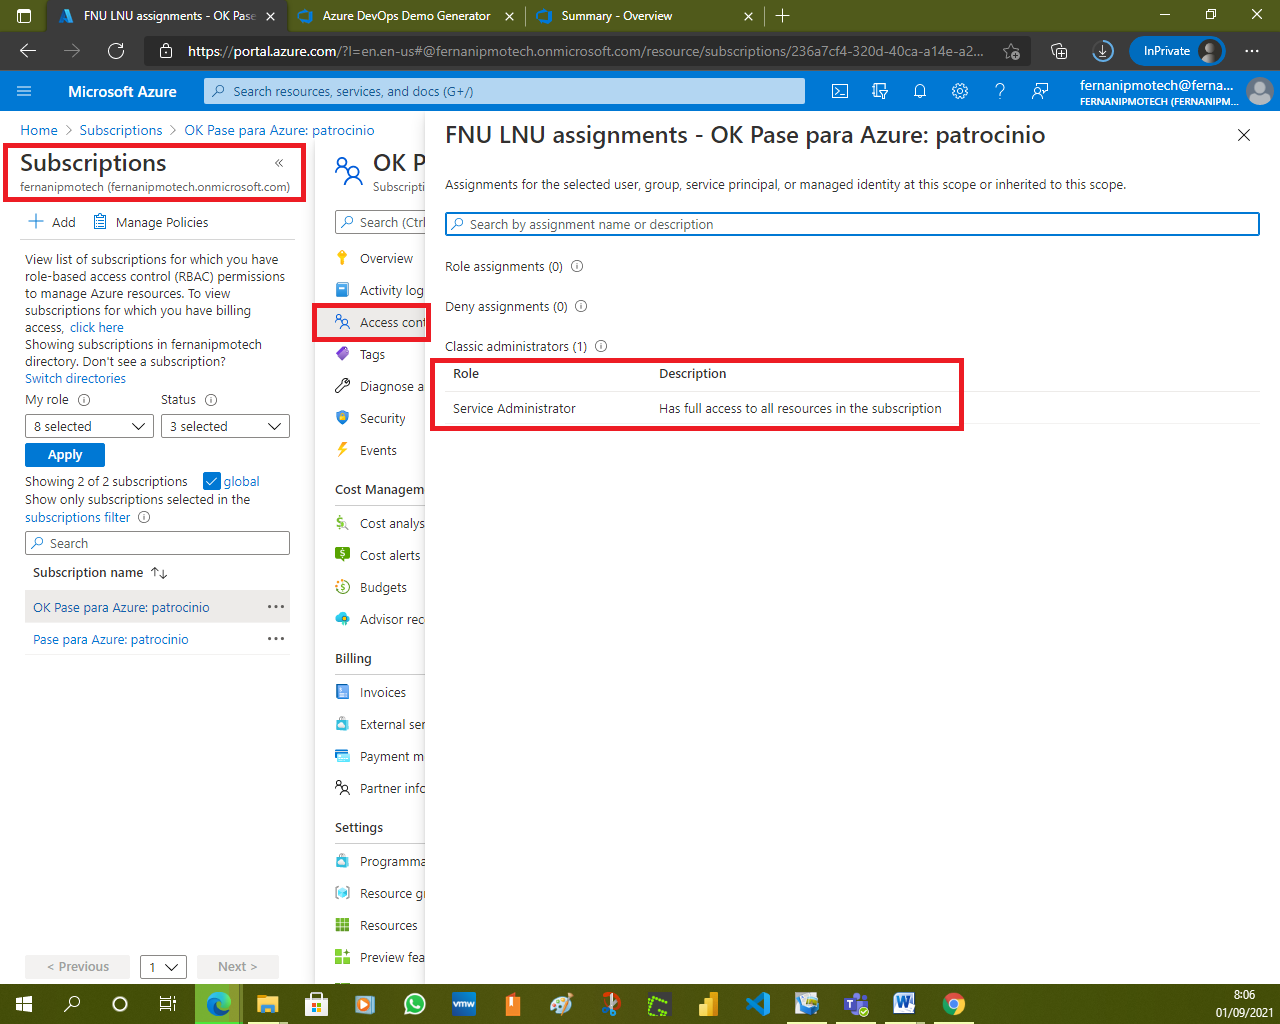 FNU LNU assignments - OK Pase
Azure DevOps Demo Generator
Summary - Overview
https://portal.azure.com/?l=en.en-us#@fernanipmotech.onmicrosoft.com/resource/subscriptions/236a7cf4-320d-40ca-a14e-a2...
InPrivate
Microsoft Azure
Search resources, services, and docs (G+/)
fernanipmotech@ferna...
FERNANIPMOTECH (FERNANIPM...
Home > Subscriptions > OK Pase para Azure: patrocinio
Subscriptions
«
fernanipmotech (fernanipmotech.onmicrosoft.com)
Add
Manage Policies
View list of subscriptions for which you have
role-based access control (RBAC) permissions
to manage Azure resources. To view
subscriptions for which you have billing
access, click here
Showing subscriptions in fernanipmotech
directory. Don't see a subscription?
Switch directories
My role
Status
8 selected
3 selected
Apply
Showing 2 of 2 subscriptions
global
Show only subscriptions selected in the
subscriptions filter
Search
Subscription name
OK Pase para Azure: patrocinio
Pase para Azure: patrocinio
< Previous
1
Next >
OK P
Subscripti
Search (Ctrl
Overview
Activity log
Access cont
Tags
Diagnose a
Security
Events
Cost Managem
Cost analys
Cost alerts
Budgets
Advisor rec
Billing
Invoices
External ser
Payment m
Partner info
Settings
Programma
Resource gr
Resources
Preview fea
FNU LNU assignments - OK Pase para Azure: patrocinio
Assignments for the selected user, group, service principal, or managed identity at this scope or inherited to this scope.
Search by assignment name or description
Role assignments (0)
Deny assignments (0)
Classic administrators (1)
Role
Description
Service Administrator
Has full access to all resources in the subscription
vmw
8:06
01/09/2021